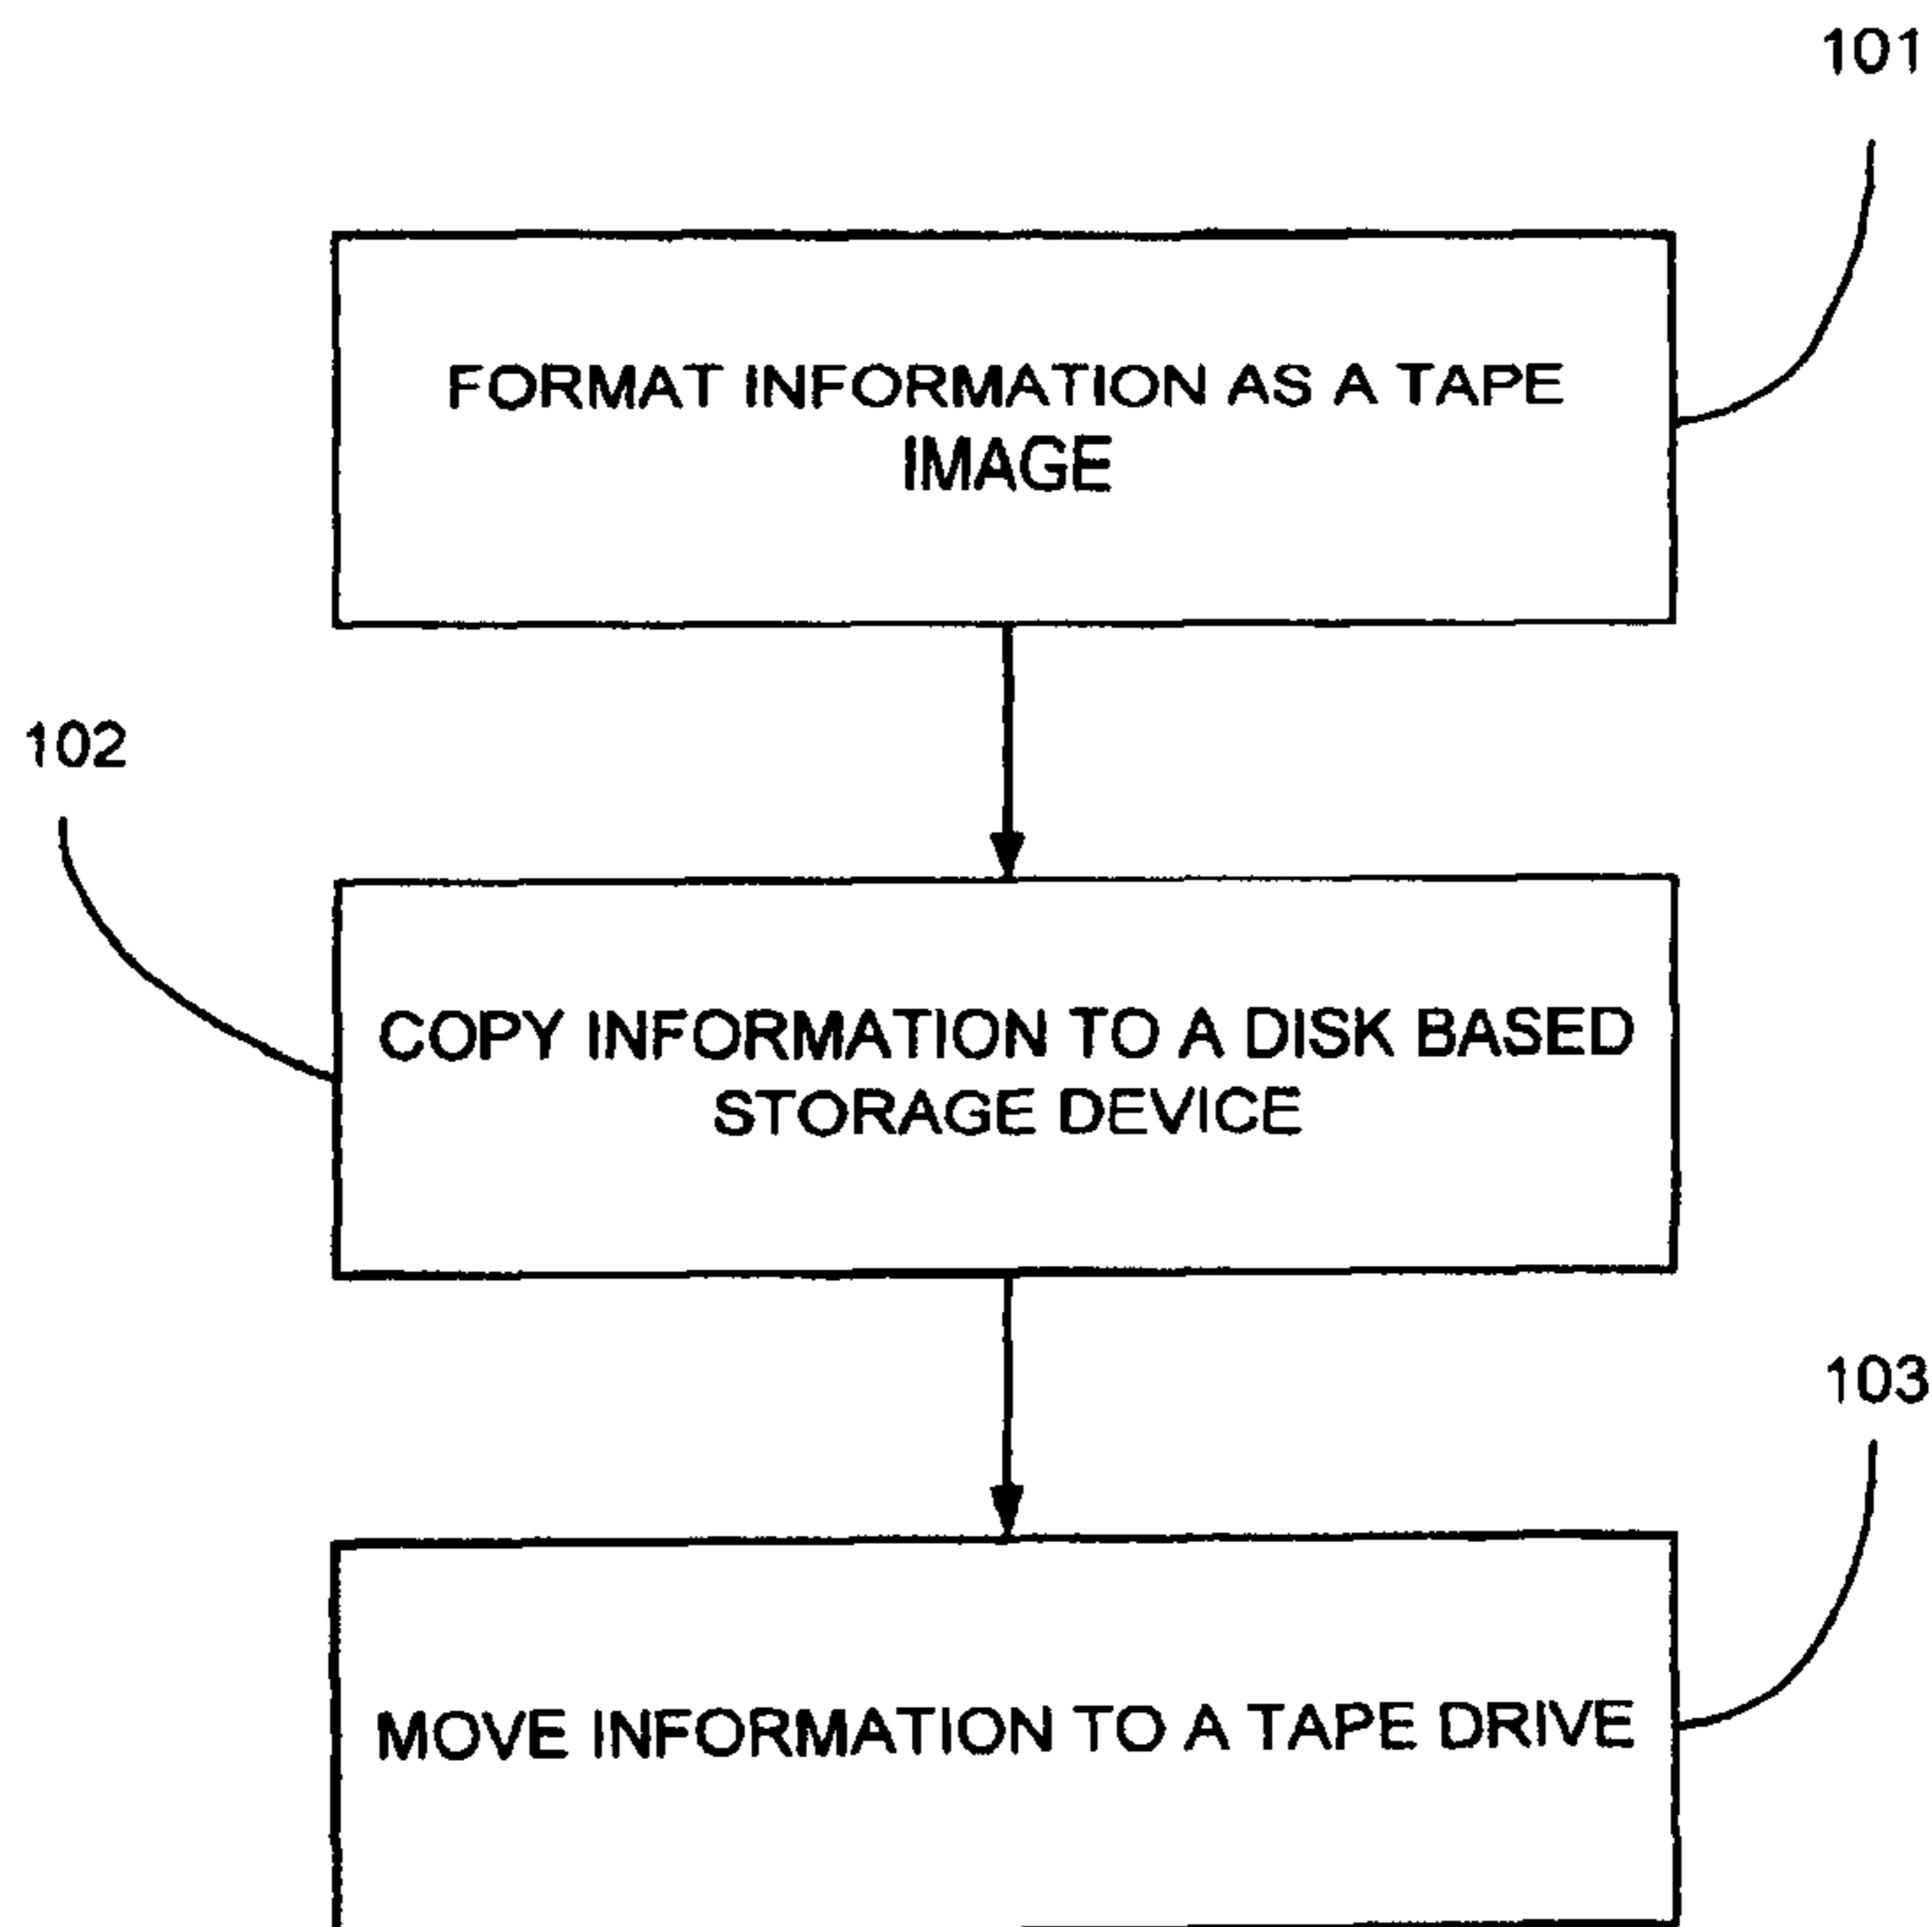 101
FORMAT INFORMATION AS A TAPE
IMAGE
102
COPY INFORMATION TO A DISK BASED
STORAGE DEVICE
103
MOVE INFORMATION TO A TAPE DRIVE